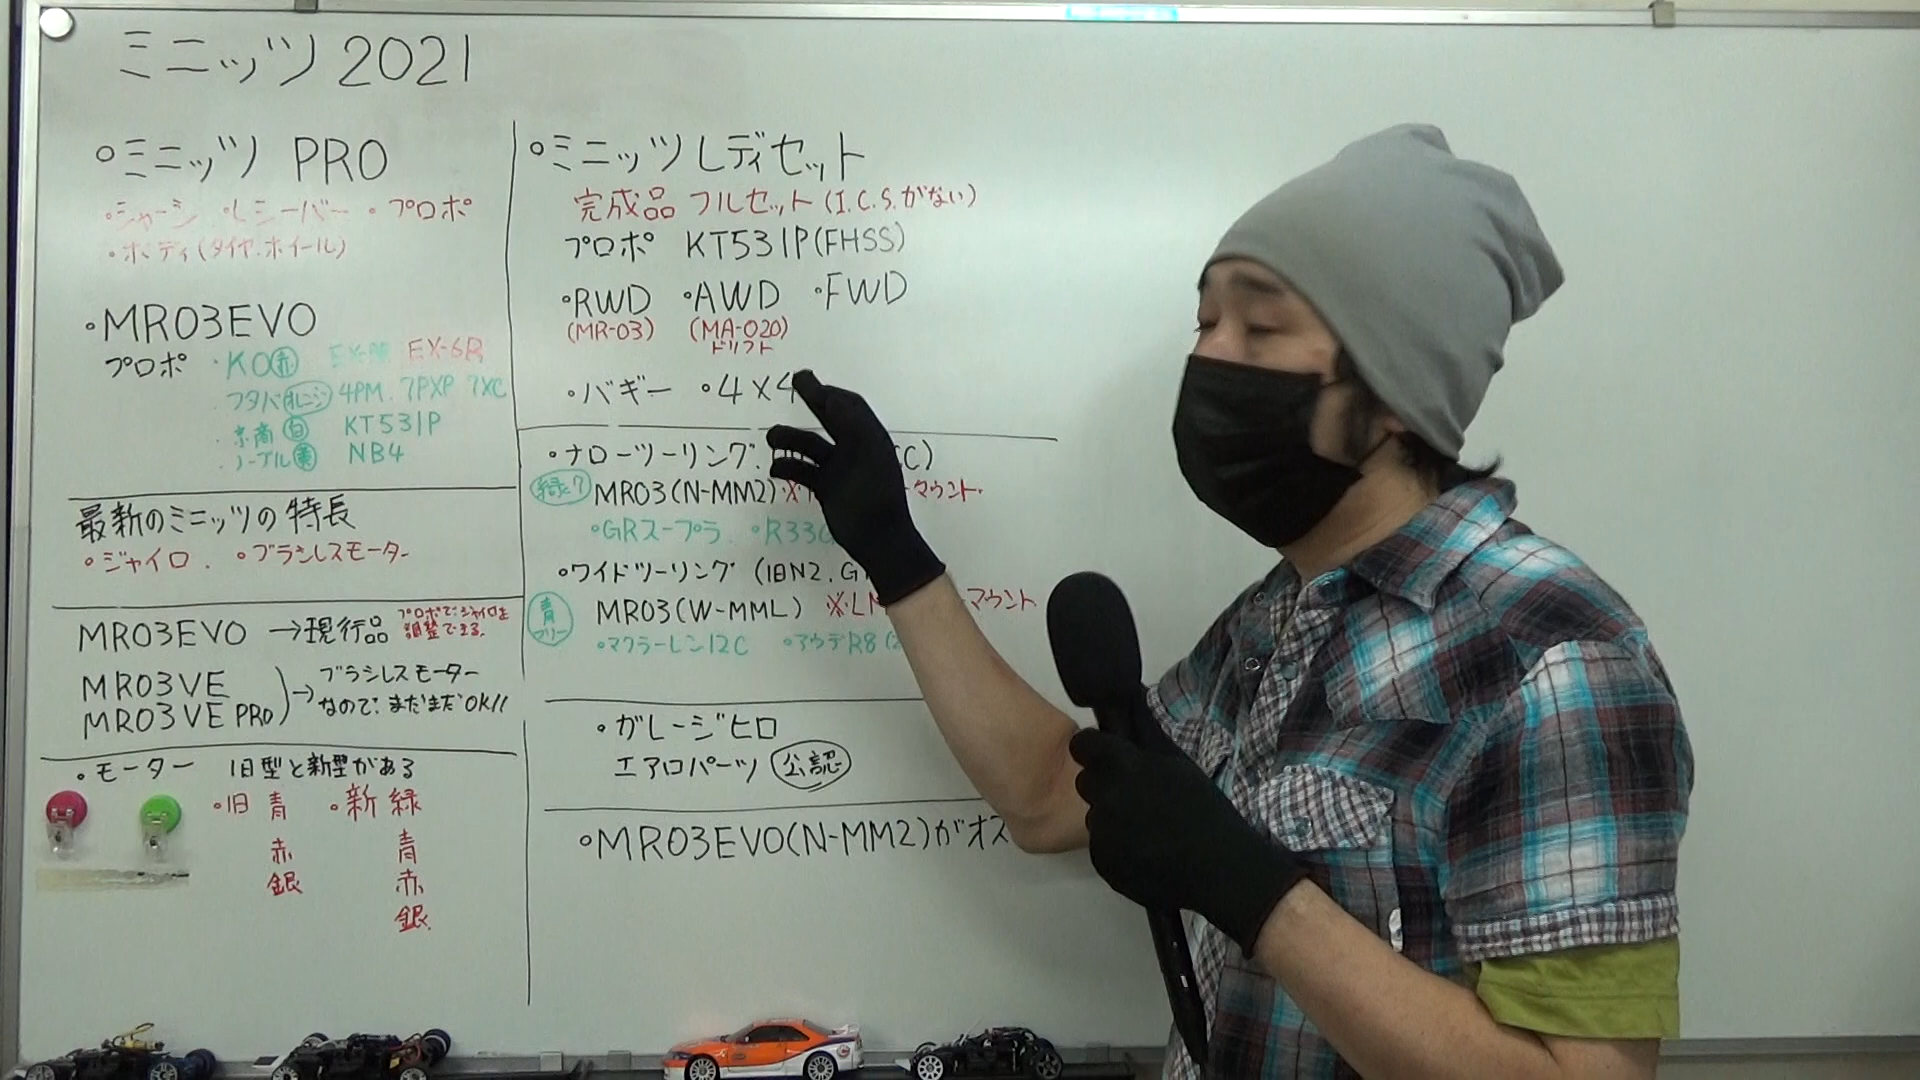 ミニッツ2021
○ミニッツ PRO
・シャーシ ・レシーバー ・プロポ
・ボディ(タイヤ.ホイール)
・MR03EVO
プロポ ・KO(赤) EX-6R
・フタバ(オレンジ) 4PM. 7PXP 7XC
・京商(白) KT531P
・ノーブル(黄) NB4
最新のミニッツの特長
・ジャイロ. ・ブラシレスモーター
MR03EVO →現行品 プロポでジャイロを調整できる.
MR03VE
MR03VE PRO
→ブラシレスモーター
なので、まだまだOK!!
・モーター 旧型と新型がある
・旧 青 ・新 緑
赤 青
銀 赤
銀
○ミニッツレディセット
完成品 フルセット(I.C.S.がない)
プロポ KT531P(FHSS)
・RWD ・AWD ・FWD
(MR-03) (MA-020)
ドリフト
・バギー ・4×4
・ナローツーリング.
MR03(N-MM2) ※ マウント.
・GRスープラ. ・R33
・ワイドツーリング (旧N2.
青
フリー
MR03(W-MML) ※ マウント
・マクラーレン12C ・アウデR8
・ガレージヒロ
エアロパーツ (公認)
・MR03EVO(N-MM2)がオス